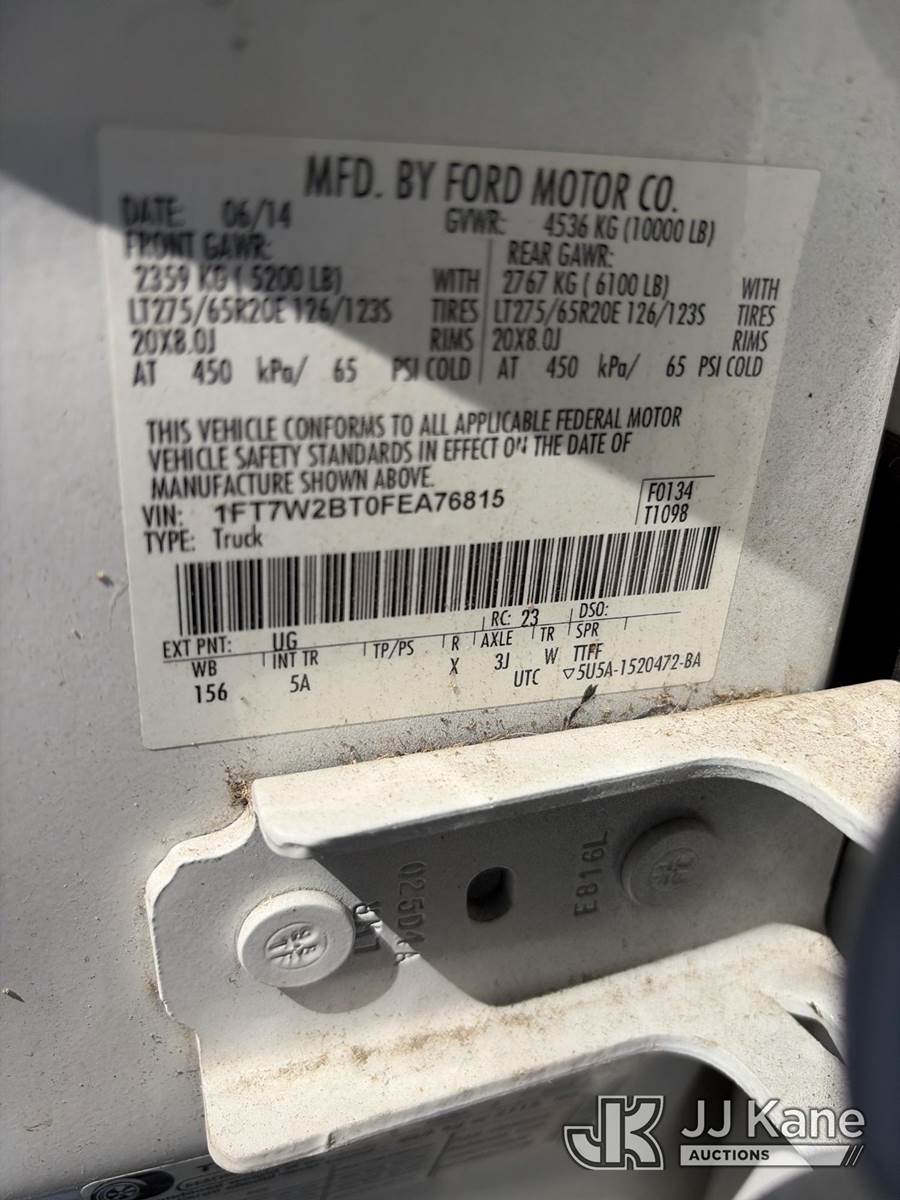 MFD. BY FORD MOTOR CO.
DATE: 06/14 GVWR: 4536 KG (10000 LB)
FRONT GAWR: REAR GAWR:
2359 KG ( 5200 LB) WITH 2767 KG ( 6100 LB) WITH
LT275/65R20E 126/123S TIRES LT275/65R20E 126/123S TIRES
20X8.0J RIMS 20X8.0J RIMS
AT 450 kPa/ 65 PSI COLD AT 450 kPa/ 65 PSI COLD
THIS VEHICLE CONFORMS TO ALL APPLICABLE FEDERAL MOTOR
VEHICLE SAFETY STANDARDS IN EFFECT ON THE DATE OF
MANUFACTURE SHOWN ABOVE.
VIN: 1FT7W2BT0FEA76815 F0134
TYPE: Truck T1098
EXT PNT: UG RC: 23 DSO:
WB INT TR TP/PS R AXLE TR SPR
156 5A X 3J W TTFF
UTC ▽5U5A-1520472-BA
E816L
JK JJ Kane
AUCTIONS